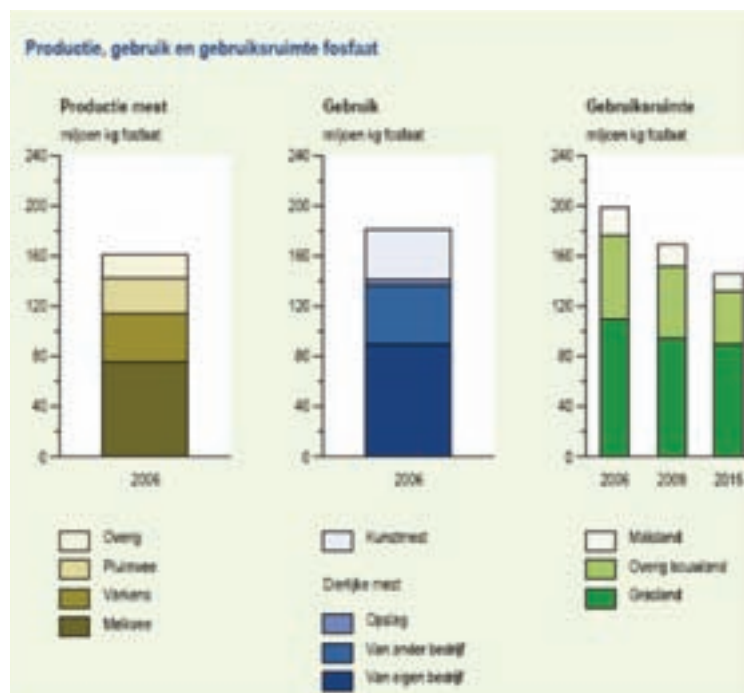 Productie, gebruik en gebruiksruimte fosfaat
Productie mest
miljoen kg fosfaat
240
200
160
120
80
40
0
2006
Overig
Pluimvee
Varkens
Melkvee
Gebruik
miljoen kg fosfaat
240
200
160
120
80
40
0
2006
Kunstmest
Dierlijke mest
Opslag
Van ander bedrijf
Van eigen bedrijf
Gebruiksruimte
miljoen kg fosfaat
240
200
160
120
80
40
0
2006 2009 2015
Maïsland
Overig bouwland
Grasland